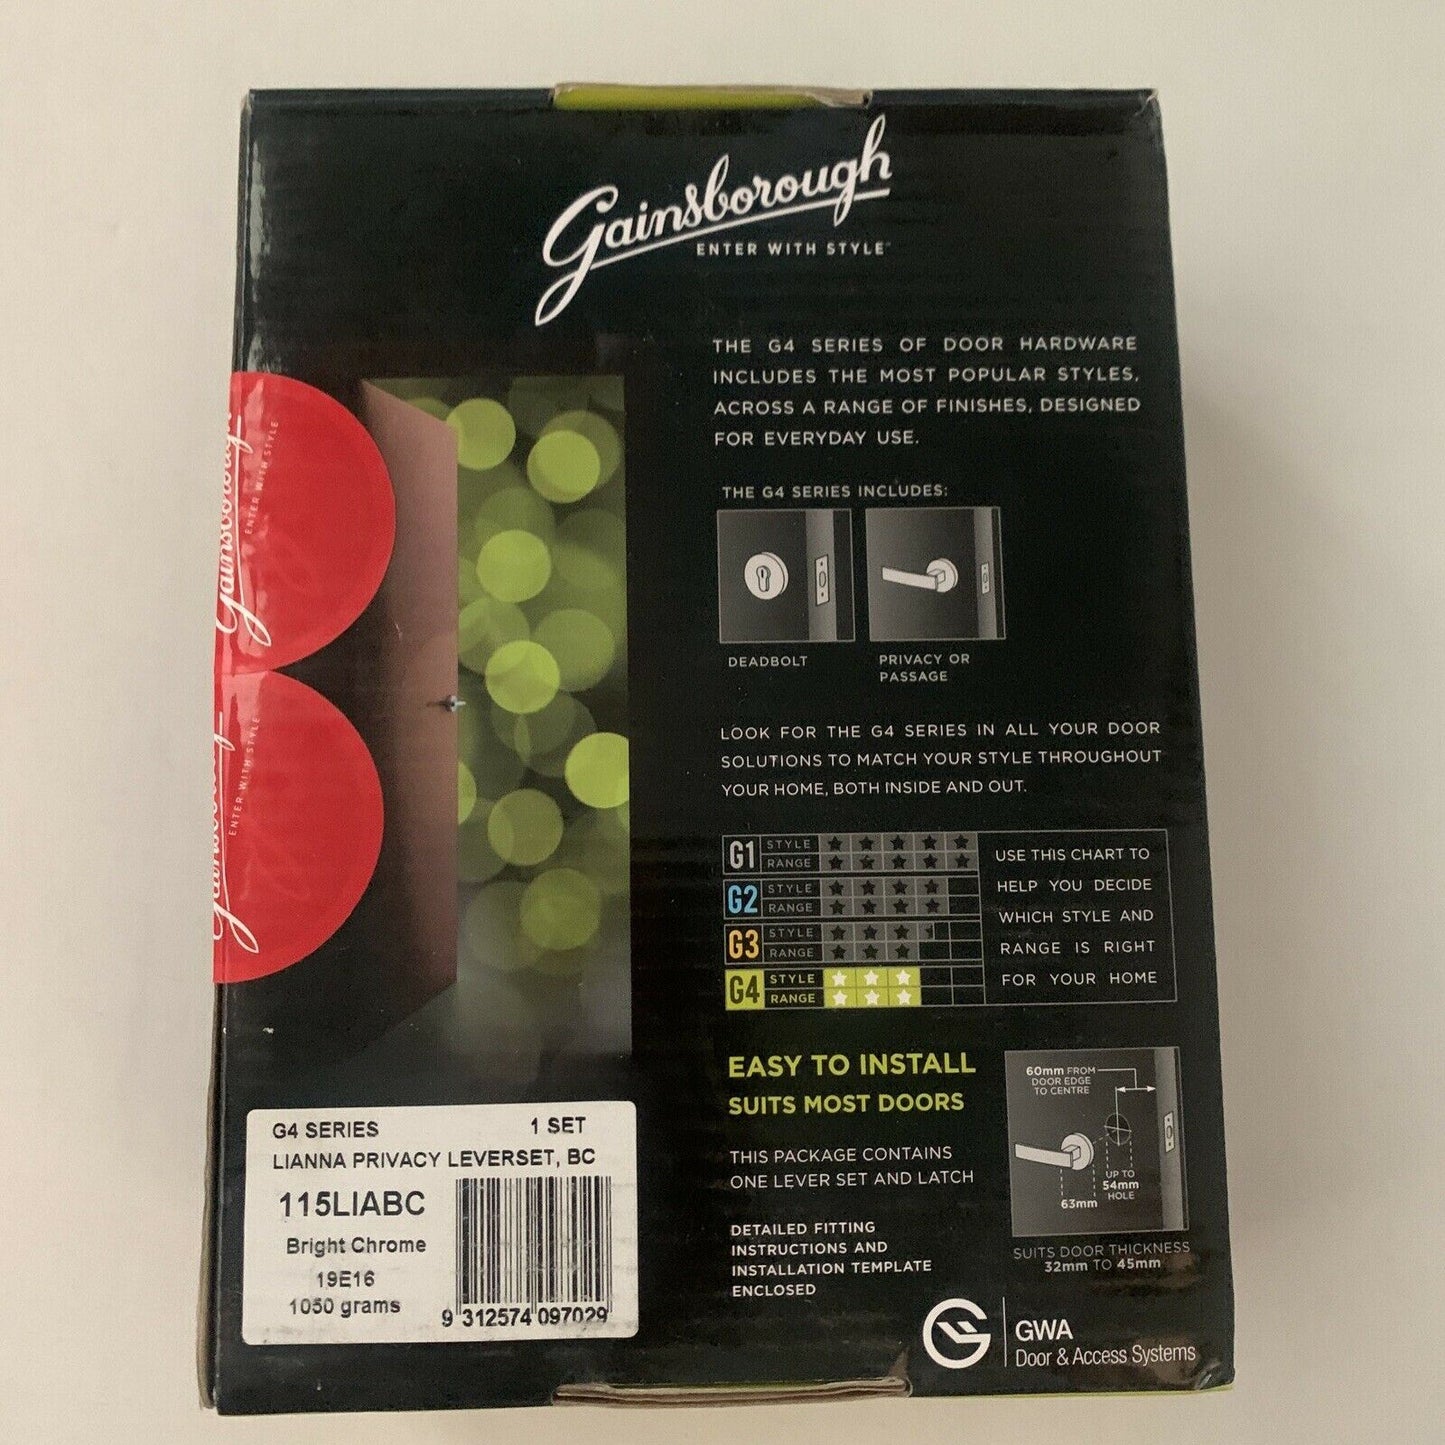 Gainsborough
ENTER WITH STYLE™
THE G4 SERIES OF DOOR HARDWARE
INCLUDES THE MOST POPULAR STYLES,
ACROSS A RANGE OF FINISHES, DESIGNED
FOR EVERYDAY USE.
THE G4 SERIES INCLUDES:
DEADBOLT
PRIVACY OR
PASSAGE
LOOK FOR THE G4 SERIES IN ALL YOUR DOOR
SOLUTIONS TO MATCH YOUR STYLE THROUGHOUT
YOUR HOME, BOTH INSIDE AND OUT.
G1 STYLE
RANGE
G2 STYLE
RANGE
G3 STYLE
RANGE
G4 STYLE
RANGE
USE THIS CHART TO
HELP YOU DECIDE
WHICH STYLE AND
RANGE IS RIGHT
FOR YOUR HOME
EASY TO INSTALL
SUITS MOST DOORS
THIS PACKAGE CONTAINS
ONE LEVER SET AND LATCH
DETAILED FITTING
INSTRUCTIONS AND
INSTALLATION TEMPLATE
ENCLOSED
60mm FROM
DOOR EDGE
TO CENTRE
UP TO
54mm
HOLE
63mm
SUITS DOOR THICKNESS
32mm TO 45mm
GWA
Door & Access Systems
Gainsborough
ENTER WITH STYLE
Gainsborough
ENTER WITH STYLE
G4 SERIES 1 SET
LIANNA PRIVACY LEVERSET, BC
115LIABC
Bright Chrome
19E16
1050 grams
9 312574 097029